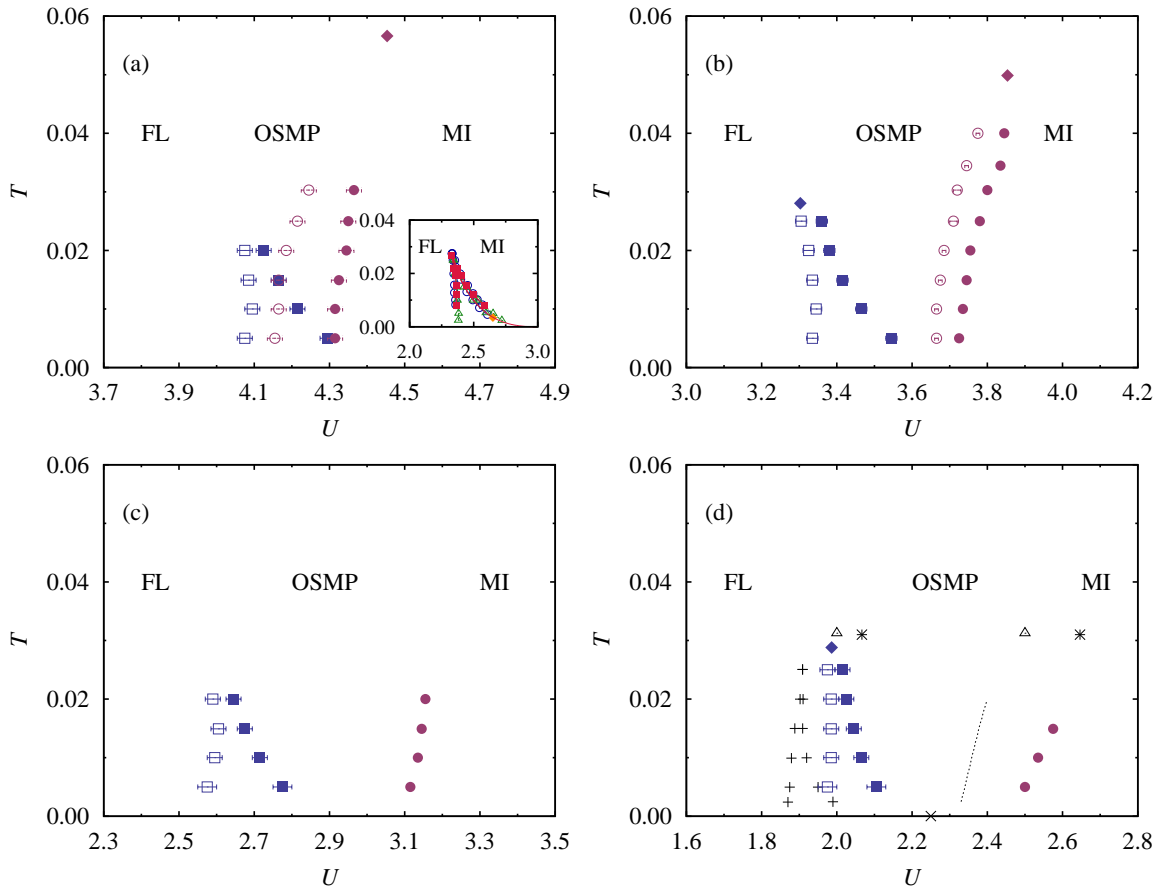 0.06
(a)
FL OSMP MI
0.04
T
0.02
0.00
3.7 3.9 4.1 4.3 4.5 4.7 4.9
U
0.04
FL MI
0.02
0.00
2.0 2.5 3.0
0.06
(b)
FL OSMP MI
0.04
T
0.02
0.00
3.0 3.2 3.4 3.6 3.8 4.0 4.2
U
0.06
(c)
FL OSMP MI
0.04
T
0.02
0.00
2.3 2.5 2.7 2.9 3.1 3.3 3.5
U
0.06
(d)
FL OSMP MI
0.04
T
0.02
0.00
1.6 1.8 2.0 2.2 2.4 2.6 2.8
U